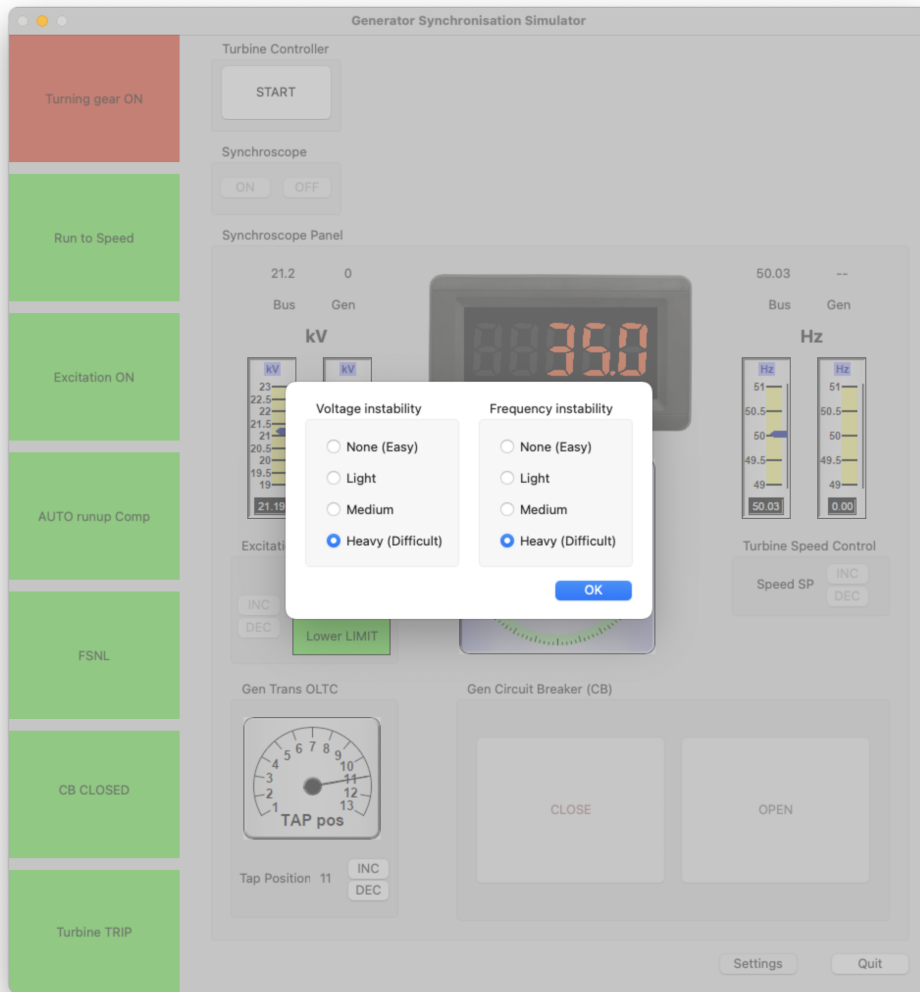 Generator Synchronisation Simulator
Turning gear ON
Run to Speed
Excitation ON
AUTO runup Comp
FSNL
CB CLOSED
Turbine TRIP
Turbine Controller
START
Synchroscope
ON OFF
Synchroscope Panel
21.2 0
Bus Gen
kV
kV kV
23
22.5
22
21.5
21
20.5
20
19.5
19
21.19
35.0
50.03 --
Bus Gen
Hz
Hz Hz
51 51
50.5 50.5
50 50
49.5 49.5
49 49
50.03 0.00
Voltage instability
None (Easy)
Light
Medium
Heavy (Difficult)
Frequency instability
None (Easy)
Light
Medium
Heavy (Difficult)
OK
INC
DEC
Lower LIMIT
Turbine Speed Control
Speed SP
INC
DEC
Gen Trans OLTC
1 2 3 4 5 6 7 8 9 10 11 12 13
TAP pos
Tap Position 11
INC
DEC
Gen Circuit Breaker (CB)
CLOSE OPEN
Settings Quit